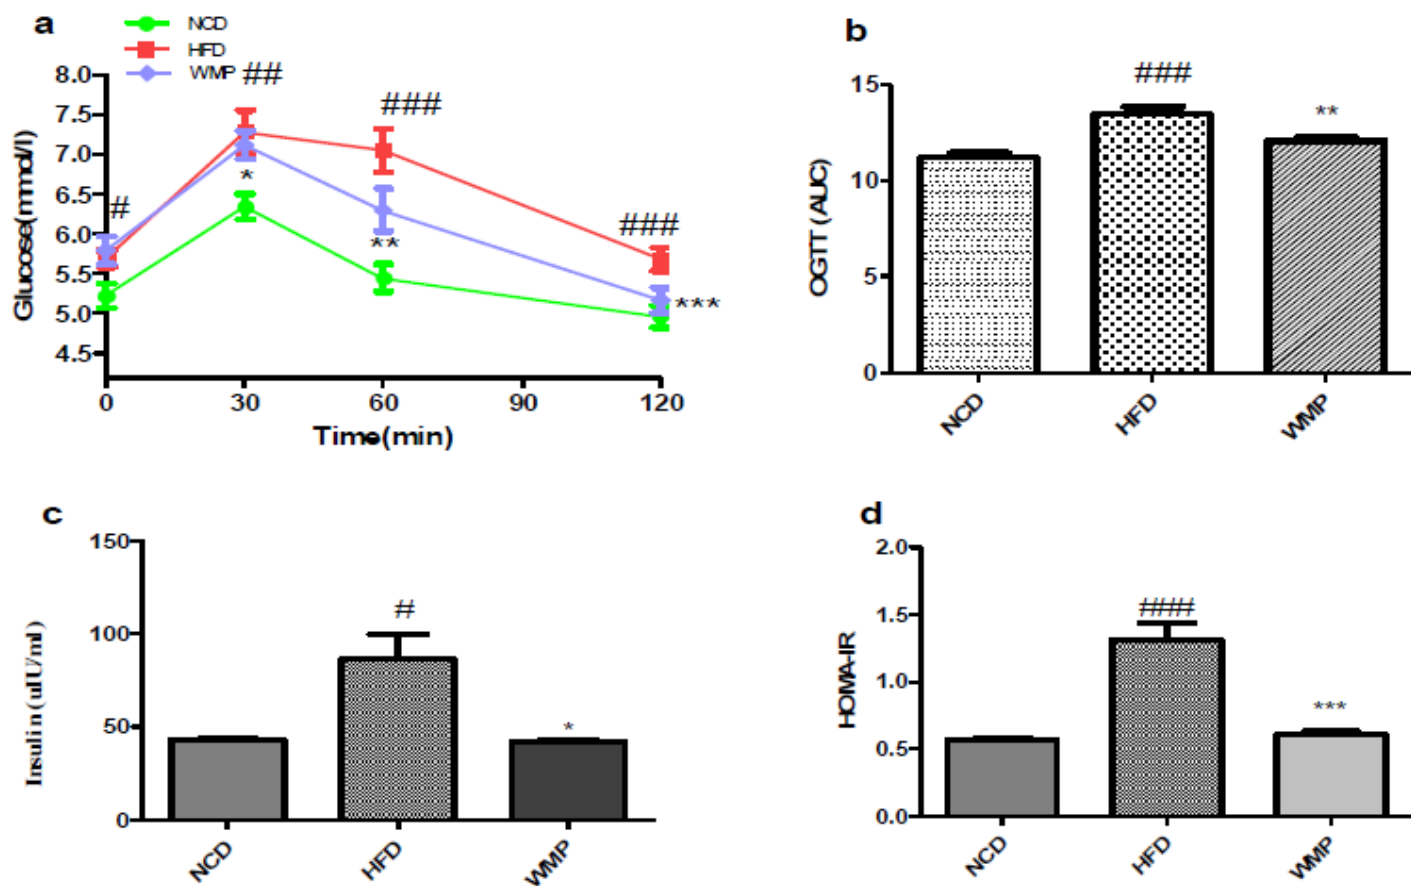 a
NCD
HFD
WMP
8.0
7.5
7.0
6.5
6.0
5.5
5.0
4.5
Glucose(mmol/l)
#
##
###
###
*
**
***
0 30 60 90 120
Time(min)
b
15
10
5
0
OGTT (AUC)
###
**
NCD HFD WMP
c
150
100
50
0
Insulin (uIU/ml)
#
*
NCD HFD WMP
d
2.0
1.5
1.0
0.5
0.0
HOMA-IR
####
***
NCD HFD WMP